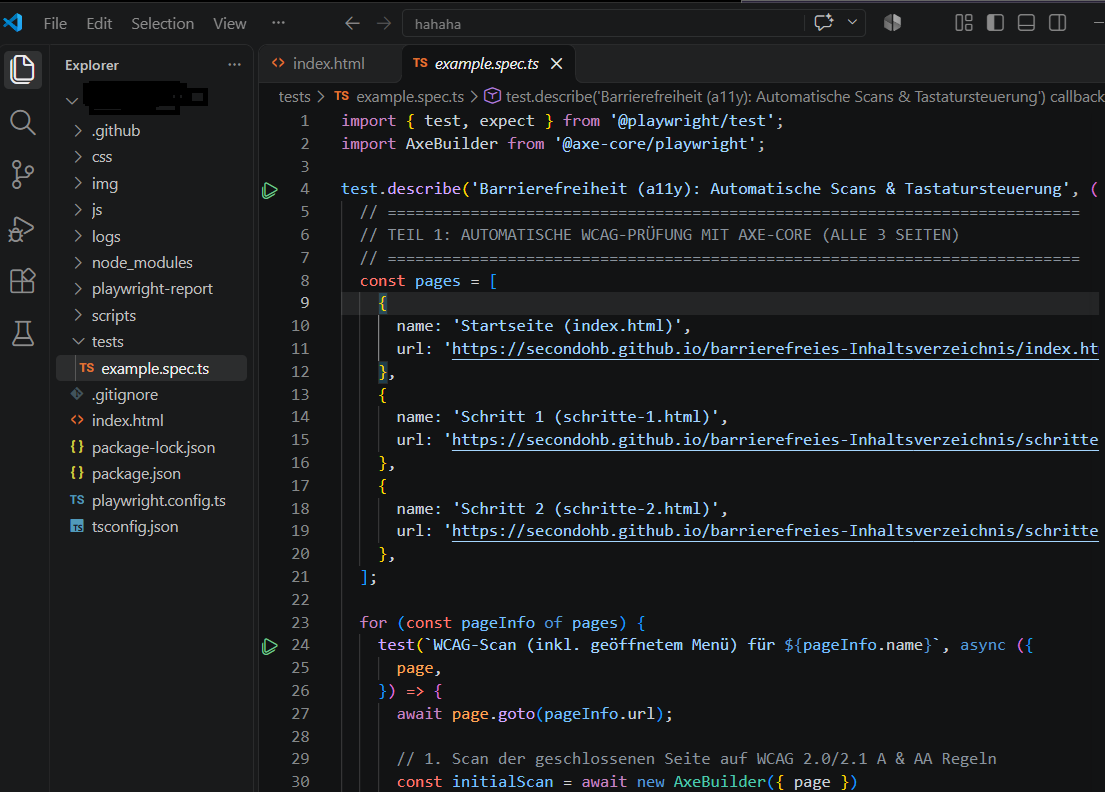 File Edit Selection View ··· hahaha
Explorer ···
.github
css
img
js
logs
node_modules
playwright-report
scripts
tests
TS example.spec.ts
.gitignore
<> index.html
{} package-lock.json
{} package.json
TS playwright.config.ts
TS tsconfig.json
<> index.html TS example.spec.ts
tests > TS example.spec.ts > test.describe('Barrierefreiheit (a11y): Automatische Scans & Tastatursteuerung') callback
1 import { test, expect } from '@playwright/test';
2 import AxeBuilder from '@axe-core/playwright';
3
4 test.describe('Barrierefreiheit (a11y): Automatische Scans & Tastatursteuerung', (
5 // ===========================================================================
6 // TEIL 1: AUTOMATISCHE WCAG-PRÜFUNG MIT AXE-CORE (ALLE 3 SEITEN)
7 // ===========================================================================
8 const pages = [
9 {
10 name: 'Startseite (index.html)',
11 url: 'https://secondohb.github.io/barrierefreies-Inhaltsverzeichnis/index.ht
12 },
13 {
14 name: 'Schritt 1 (schritte-1.html)',
15 url: 'https://secondohb.github.io/barrierefreies-Inhaltsverzeichnis/schritte
16 },
17 {
18 name: 'Schritt 2 (schritte-2.html)',
19 url: 'https://secondohb.github.io/barrierefreies-Inhaltsverzeichnis/schritte
20 },
21 ];
22
23 for (const pageInfo of pages) {
24 test(`WCAG-Scan (inkl. geöffnetem Menü) für ${pageInfo.name}`, async ({
25 page,
26 }) => {
27 await page.goto(pageInfo.url);
28
29 // 1. Scan der geschlossenen Seite auf WCAG 2.0/2.1 A & AA Regeln
30 const initialScan = await new AxeBuilder({ page })